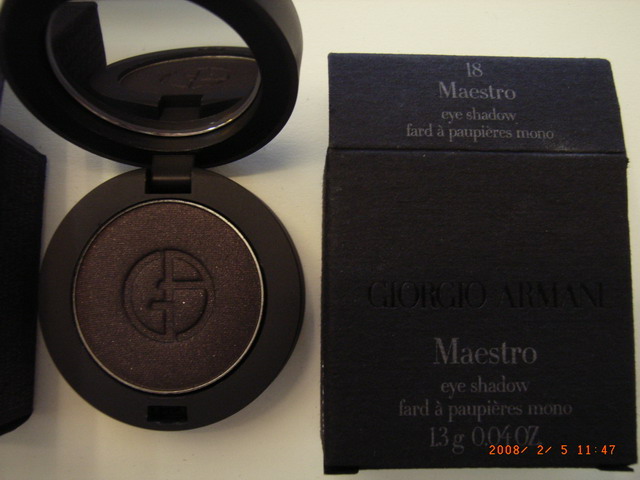 18
Maestro
eye shadow
fard à paupières mono
GIORGIO ARMANI
Maestro
eye shadow
fard à paupières mono
1.3 g 0.04 OZ
2008/ 2/ 5 11:47